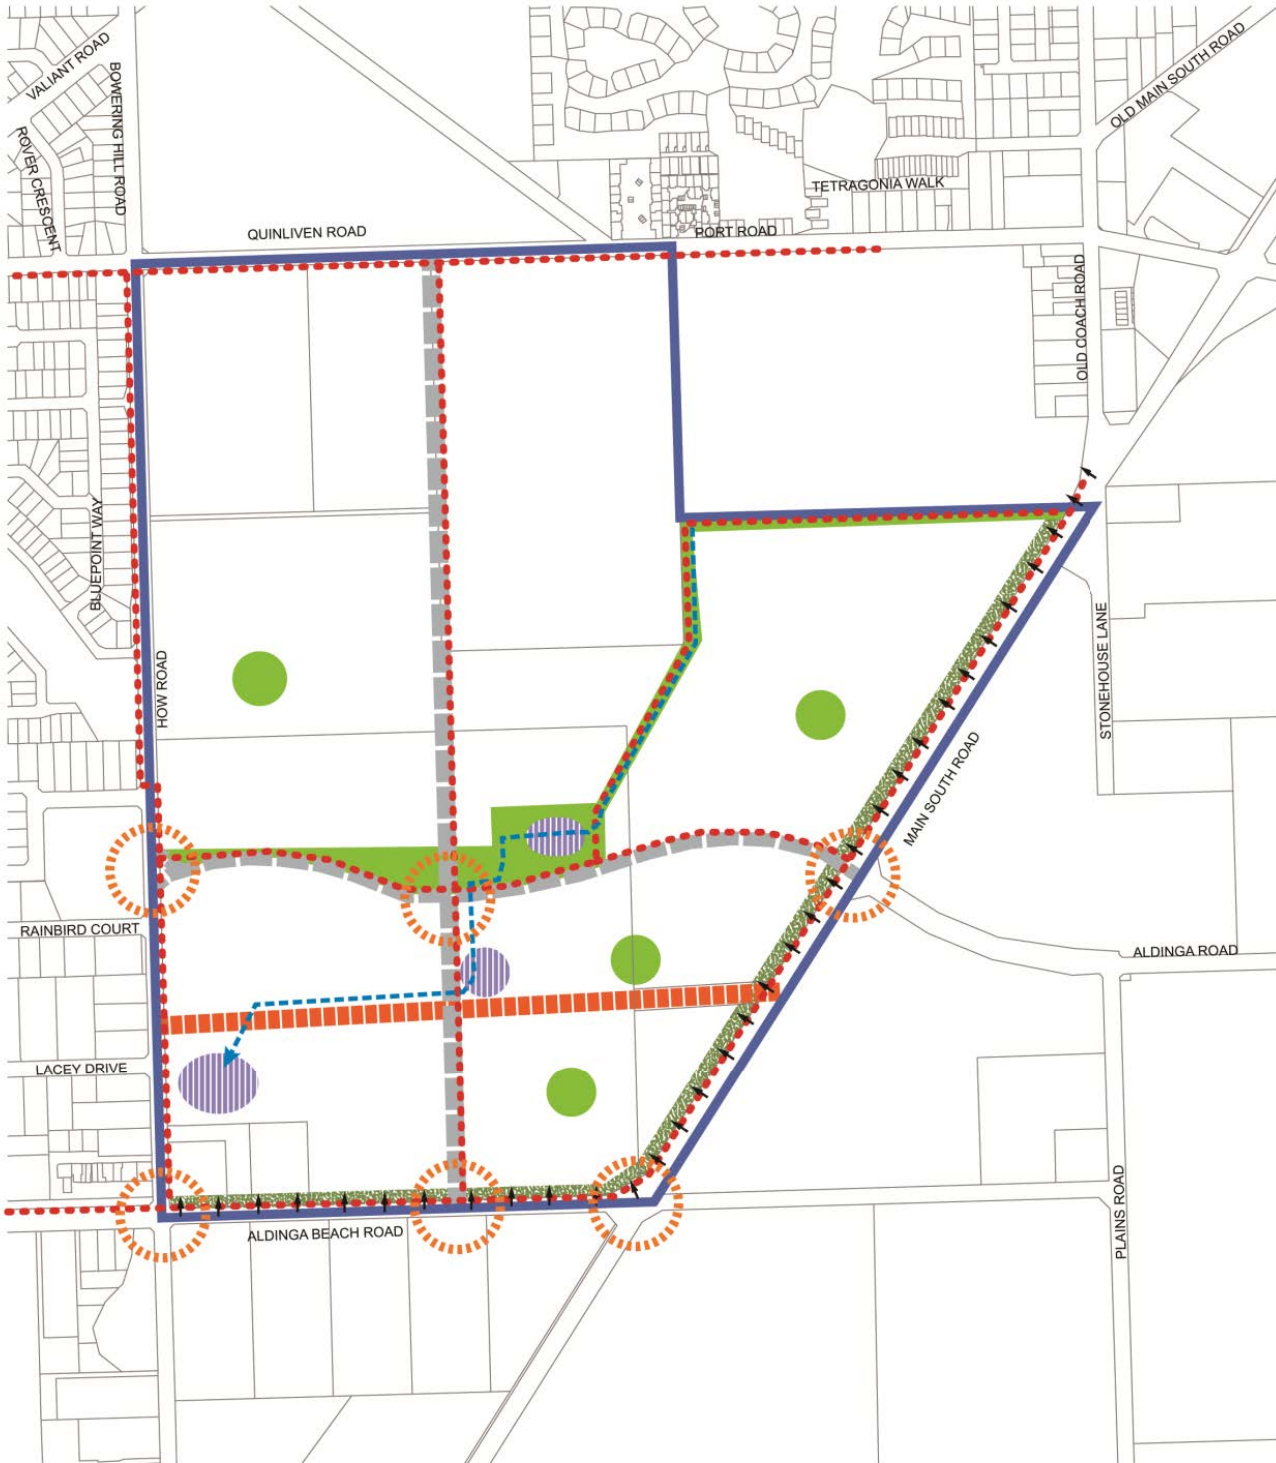 VALIANT ROAD
BOWERING HILL ROAD
ROVER CRESCENT
OLD MAIN SOUTH ROAD
TETRAGONIA WALK
QUINLIVEN ROAD
PORT ROAD
OLD COACH ROAD
BLUEPOINT WAY
HOW ROAD
STONEHOUSE LANE
MAIN SOUTH ROAD
RAINBIRD COURT
ALDINGA ROAD
LACEY DRIVE
PLAINS ROAD
ALDINGA BEACH ROAD